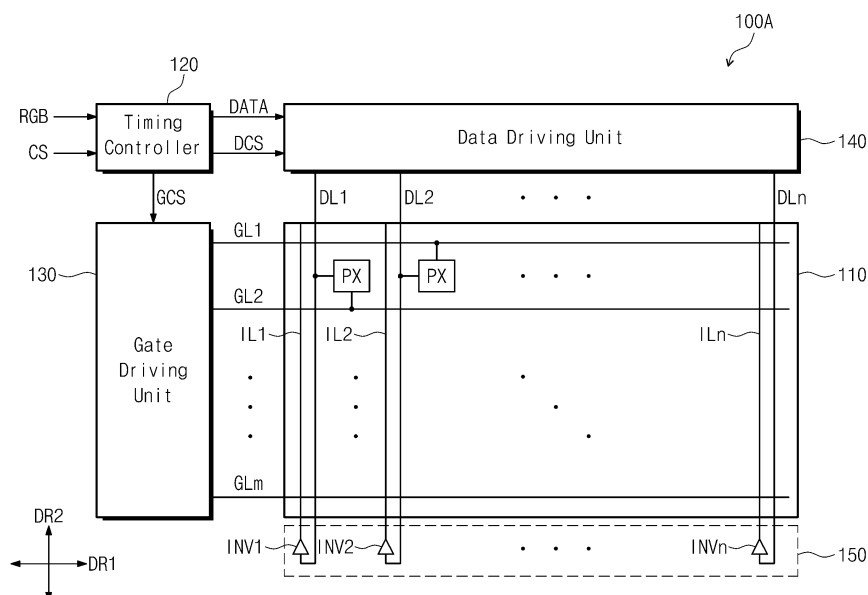 100A
120
RGB
CS
Timing
Controller
DATA
DCS
Data Driving Unit
140
GCS
DL1
DL2
DLn
130
GL1
PX
PX
110
GL2
IL1
IL2
ILn
Gate
Driving
Unit
GLm
DR2
DR1
INV1
INV2
INVn
150